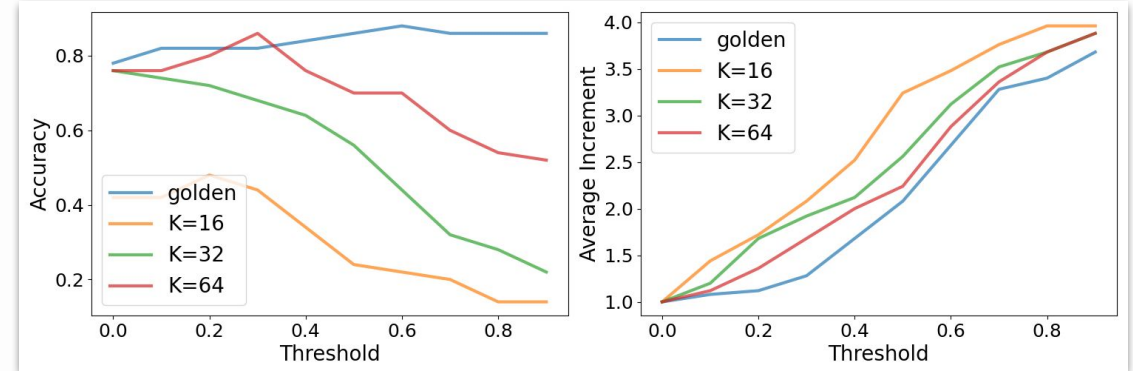 Accuracy
0.8
0.6
0.4
0.2
golden
K=16
K=32
K=64
0.0 0.2 0.4 0.6 0.8
Threshold
Average Increment
4.0
3.5
3.0
2.5
2.0
1.5
1.0
golden
K=16
K=32
K=64
0.0 0.2 0.4 0.6 0.8
Threshold